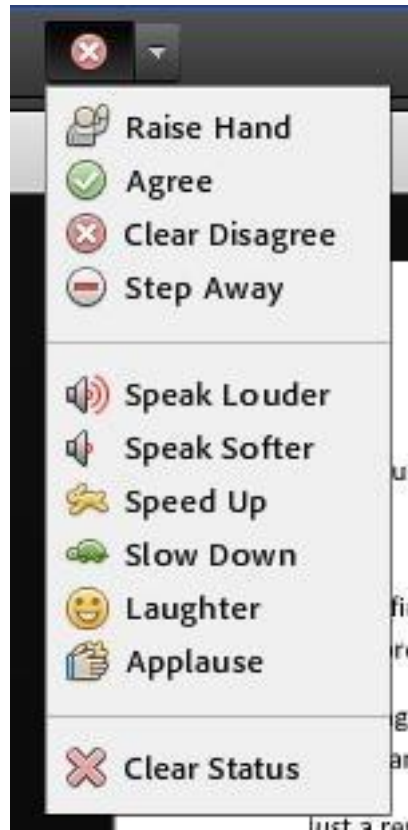 Raise Hand
Agree
Clear Disagree
Step Away
Speak Louder
Speak Softer
Speed Up
Slow Down
Laughter
Applause
Clear Status
just a